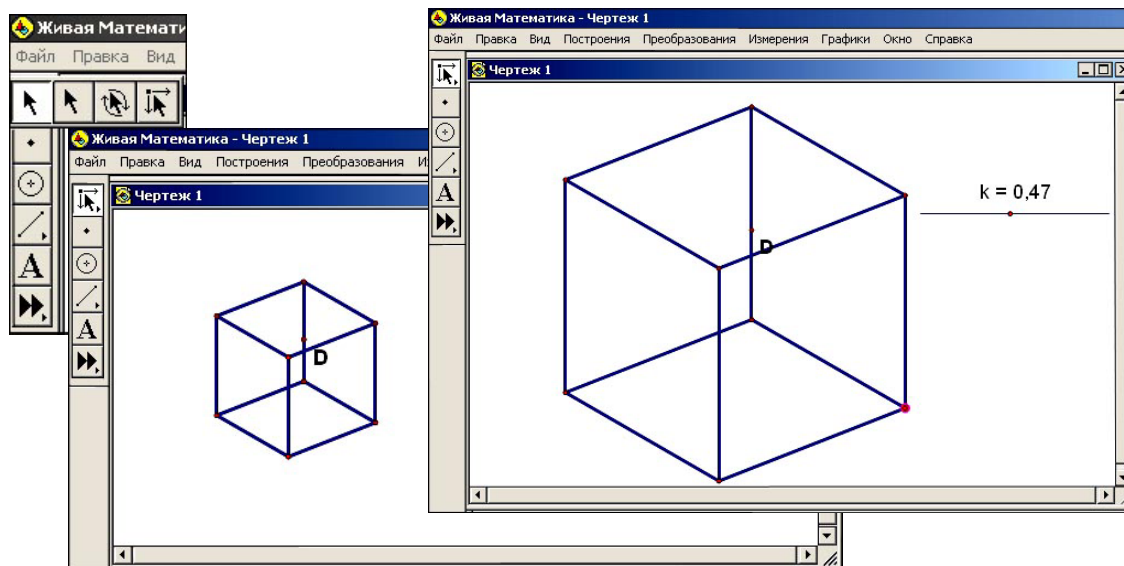 Живая Математи
Файл Правка Вид
A
Живая Математика - Чертеж 1
Файл Правка Вид Построения Преобразования И
Чертеж 1
A
D
Живая Математика - Чертеж 1
Файл Правка Вид Построения Преобразования Измерения Графики Окно Справка
Чертеж 1
A
k = 0,47
D